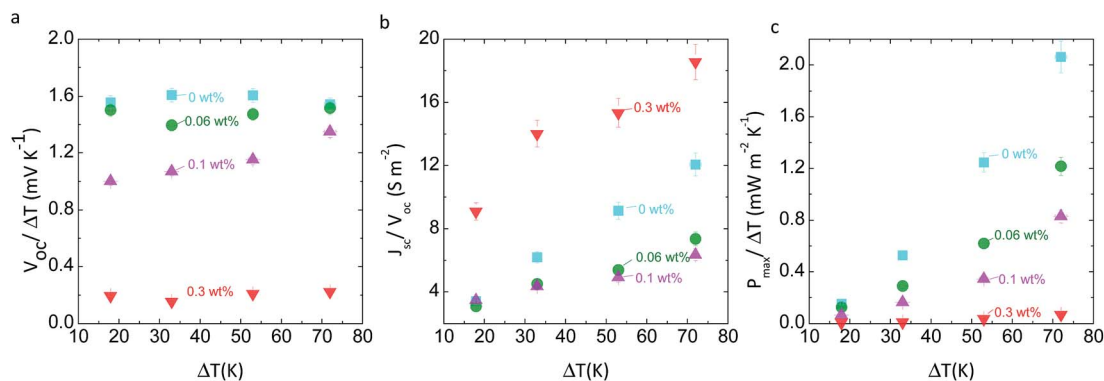 a
2.0
1.6
1.2
0.8
0.4
0.0
V_OC/ ΔT (mV K⁻¹)
0 wt%
0.06 wt%
0.1 wt%
0.3 wt%
10 20 30 40 50 60 70 80
ΔT(K)
b
20
16
12
8
4
J_sc/ V_oc (S m⁻²)
0.3 wt%
0 wt%
0.06 wt%
0.1 wt%
10 20 30 40 50 60 70 80
ΔT(K)
c
2.0
1.6
1.2
0.8
0.4
0.0
P_max/ ΔT (mW m⁻² K⁻¹)
0 wt%
0.06 wt%
0.1 wt%
0.3 wt%
10 20 30 40 50 60 70 80
ΔT(K)